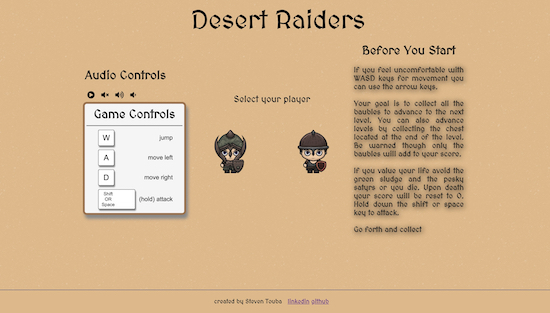 Desert Raiders
Audio Controls
Game Controls
W
jump
A
move left
D
move right
Shift
OR
Space
(hold) attack
Select your player
Before You Start
if you feel uncomfortable with
WASD keys for movement you
can use the arrow keys.
Your goal is to collect all the
baubles to advance to the next
level. You can also advance
levels by collecting the chest
located at the end of the level.
Be warned though only the
baubles will add to your score.
if you value your life avoid the
green sludge and the pesky
satyrs or you die. Upon death
your score will be reset to 0.
Hold down the shift or space
key to attack.
Go forth and collect
created by Steven Touba linkedin github